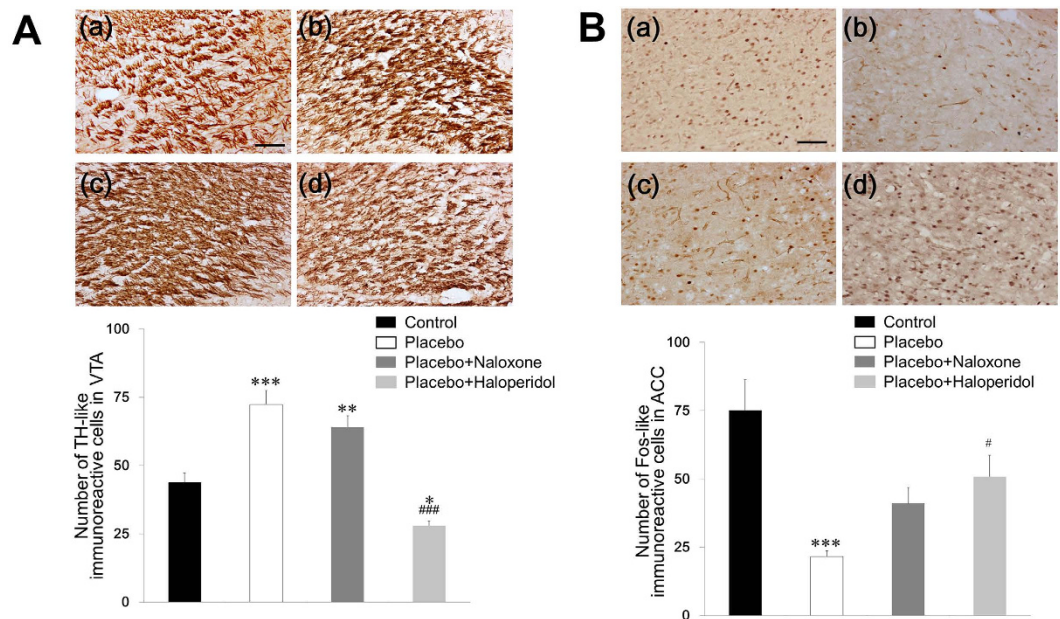 A
(a)
(b)
(c)
(d)
Control
Placebo
Placebo+Naloxone
Placebo+Haloperidol
Number of TH-like
immunoreactive cells in VTA
100
75
50
25
0
***
**
*
###
B
(a)
(b)
(c)
(d)
Control
Placebo
Placebo+Naloxone
Placebo+Haloperidol
Number of Fos-like
immunoreactive cells in ACC
100
75
50
25
0
***
#